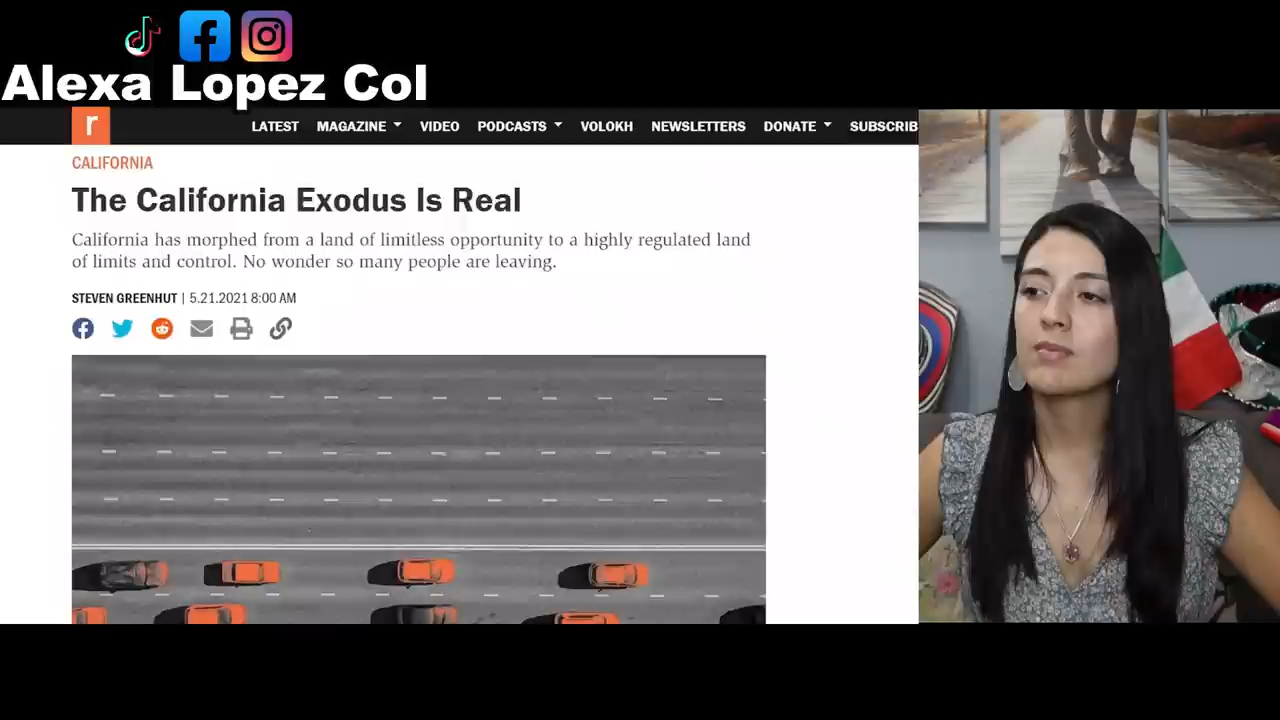 Alexa Lopez Col
r
LATEST MAGAZINE VIDEO PODCASTS VOLOKH NEWSLETTERS DONATE SUBSCRIB
CALIFORNIA
The California Exodus Is Real
California has morphed from a land of limitless opportunity to a highly regulated land
of limits and control. No wonder so many people are leaving.
STEVEN GREENHUT | 5.21.2021 8:00 AM